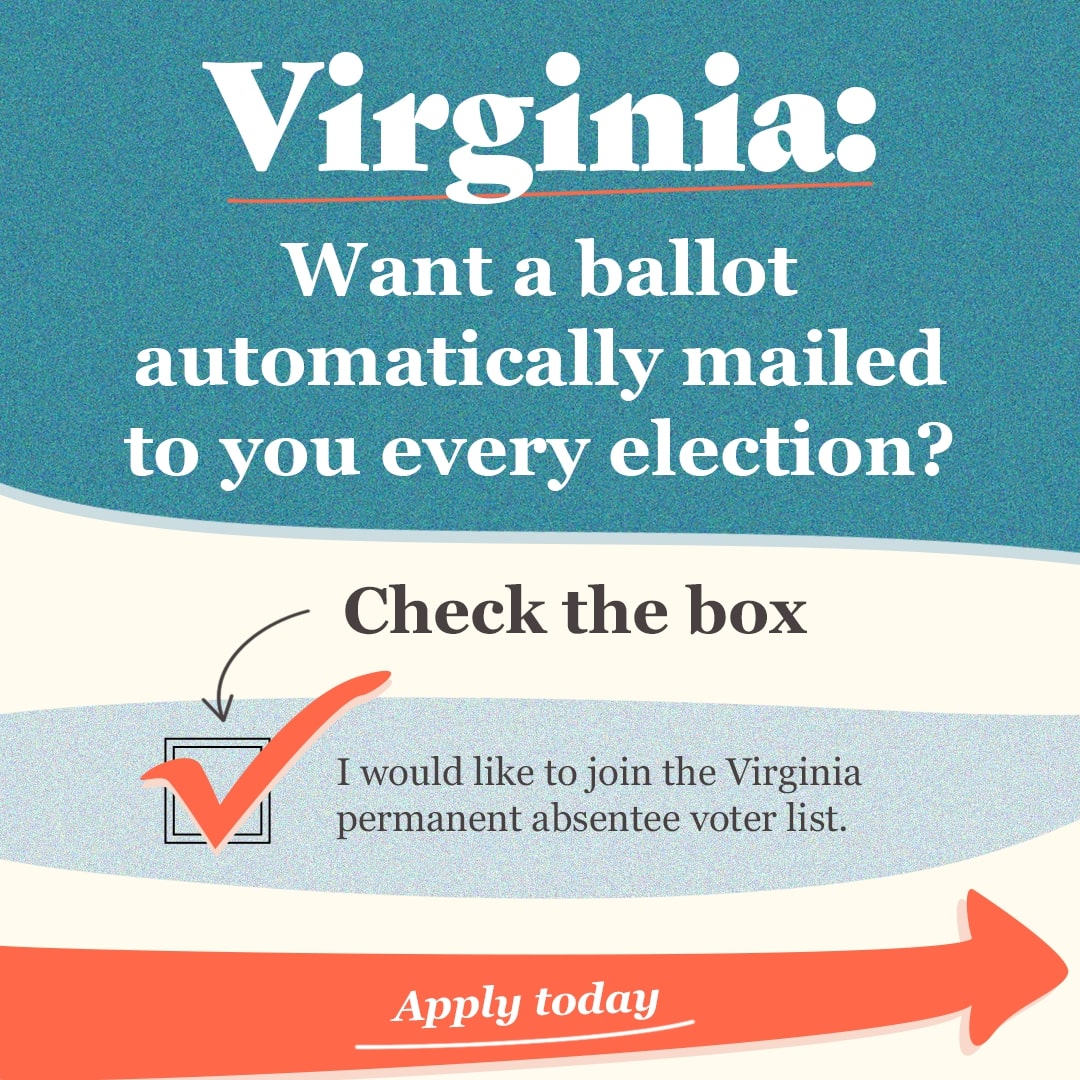 Virginia:
Want a ballot
automatically mailed
to you every election?
Check the box
I would like to join the Virginia
permanent absentee voter list.
Apply today